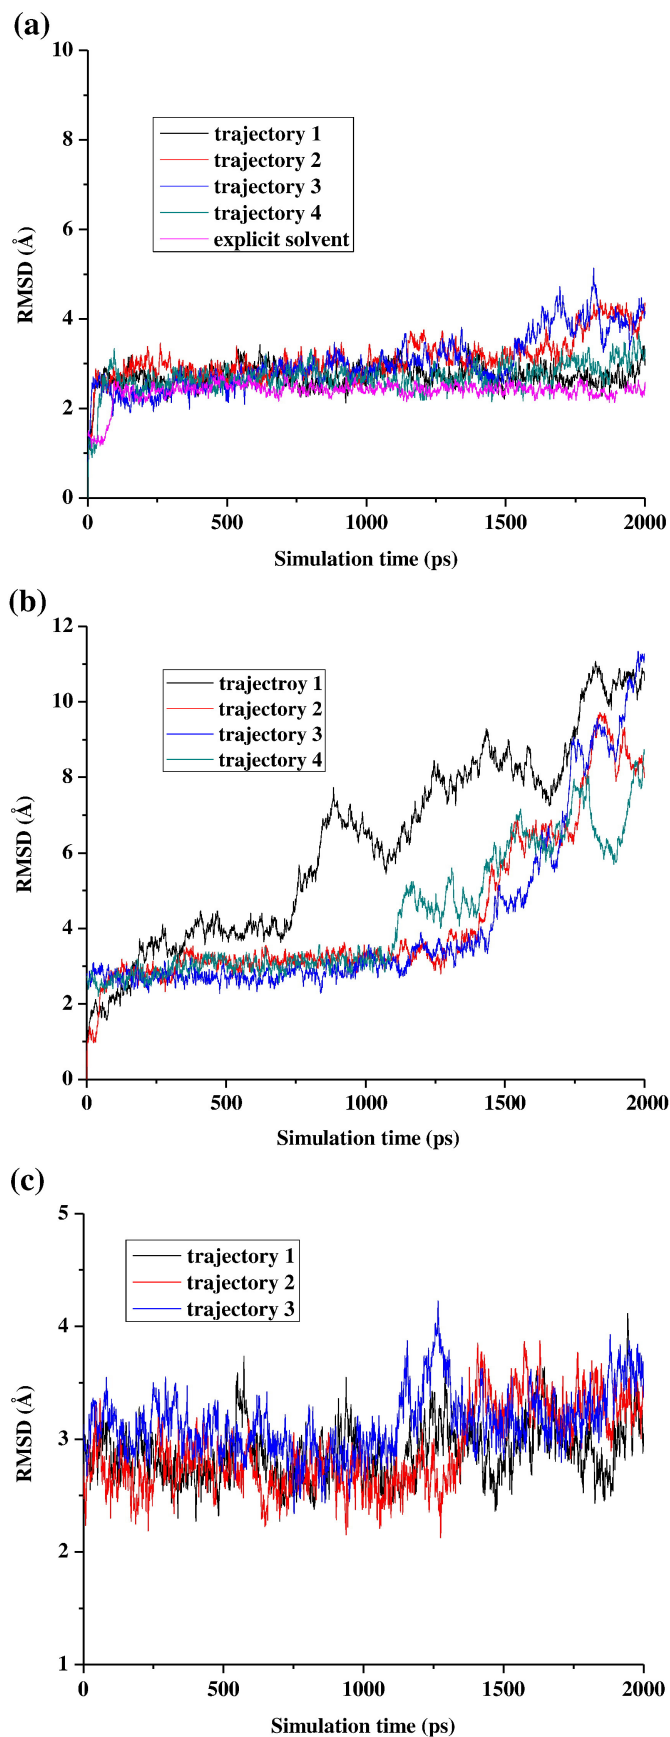 (a)
10
8
6
4
2
0
RMSD (Å)
trajectory 1
trajectory 2
trajectory 3
trajectory 4
explicit solvent
0 500 1000 1500 2000
Simulation time (ps)
(b)
12
10
8
6
4
2
0
RMSD (Å)
trajectroy 1
trajectory 2
trajectory 3
trajectory 4
0 500 1000 1500 2000
Simulation time (ps)
(c)
5
4
3
2
1
RMSD (Å)
trajectory 1
trajectory 2
trajectory 3
0 500 1000 1500 2000
Simulation time (ps)